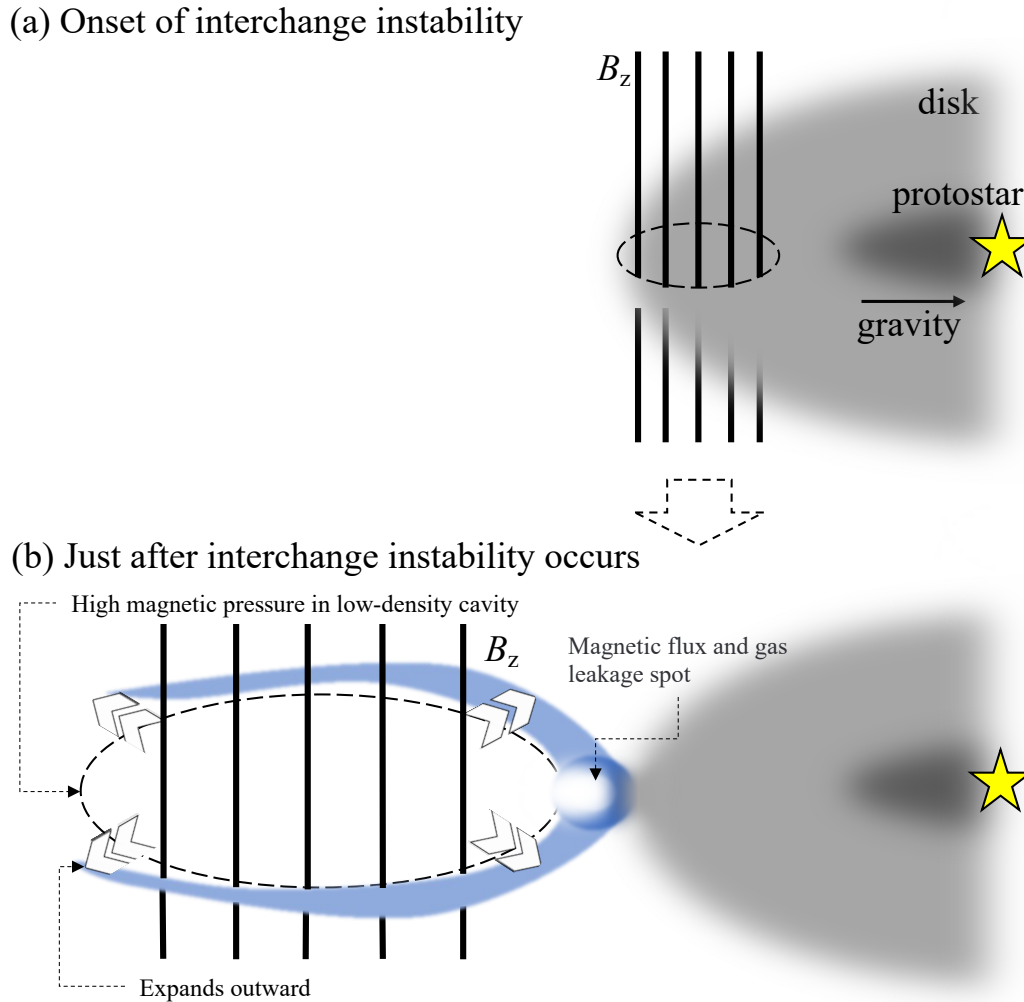 (a) Onset of interchange instability
Bz
disk
protostar
gravity
(b) Just after interchange instability occurs
High magnetic pressure in low-density cavity
Bz
Magnetic flux and gas
leakage spot
Expands outward